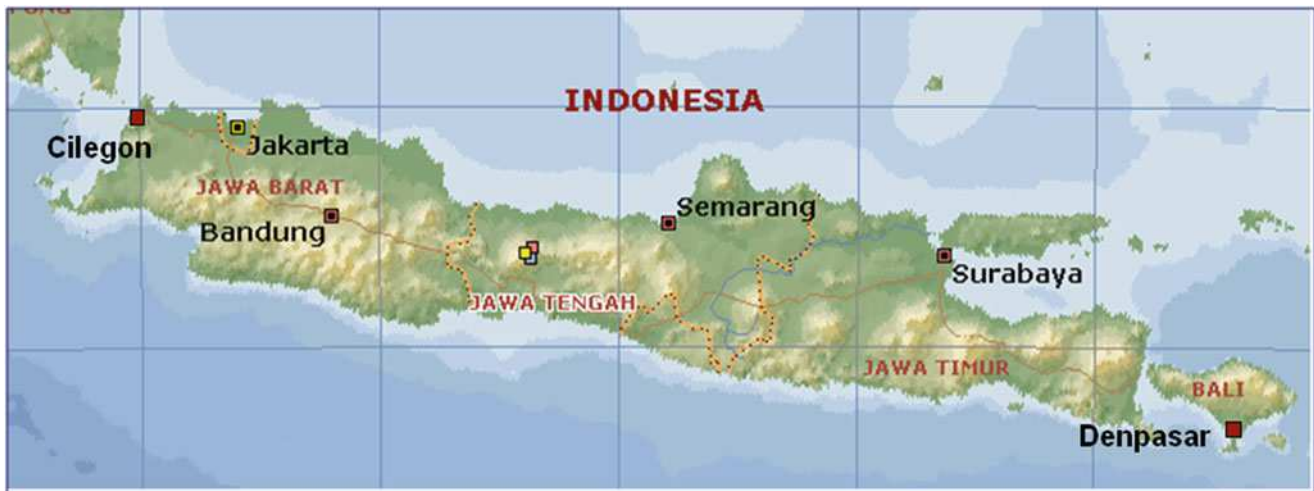 INDONESIA
Cilegon
Jakarta
JAWA BARAT
Bandung
Semarang
Surabaya
JAWA TENGAH
JAWA TIMUR
BALI
Denpasar